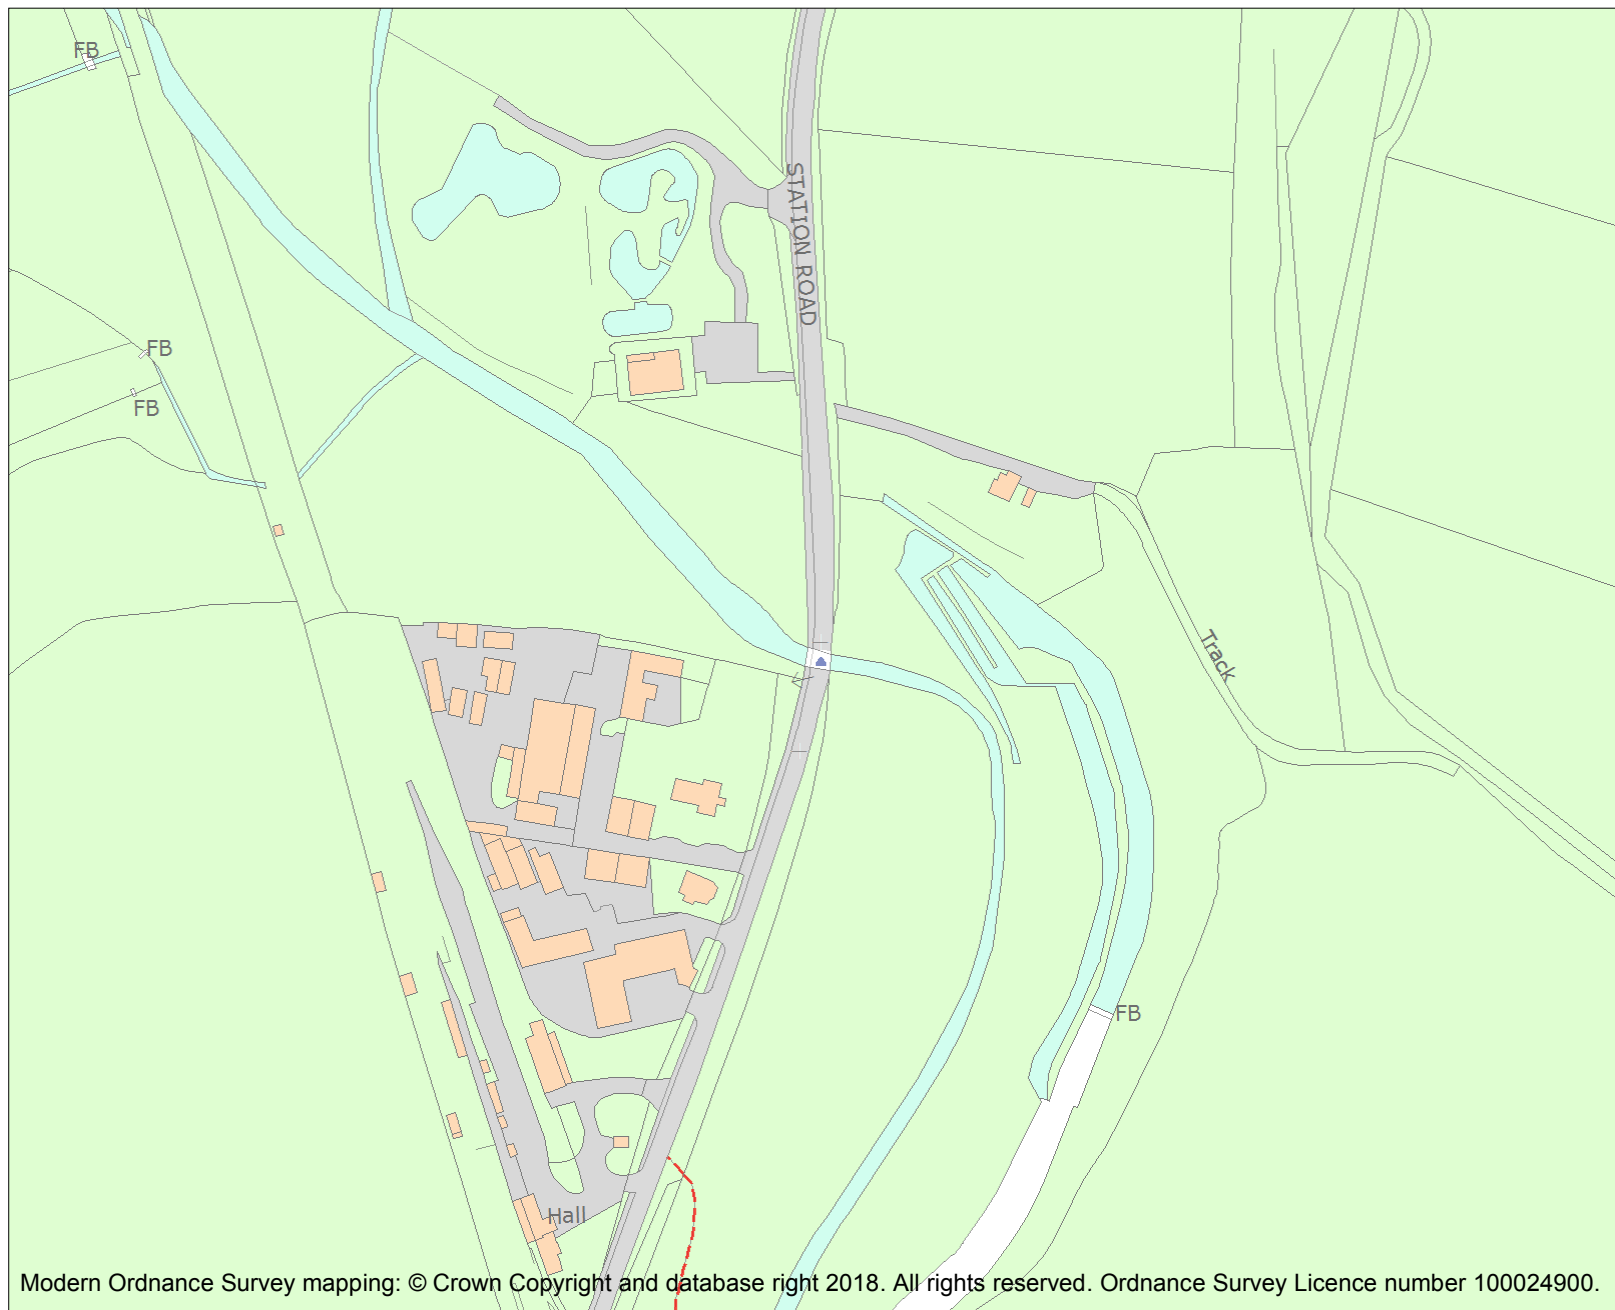 FB
STATION ROAD
FB
FB
Track
FB
Hall
Modern Ordnance Survey mapping: © Crown Copyright and database right 2018. All rights reserved. Ordnance Survey Licence number 100024900.